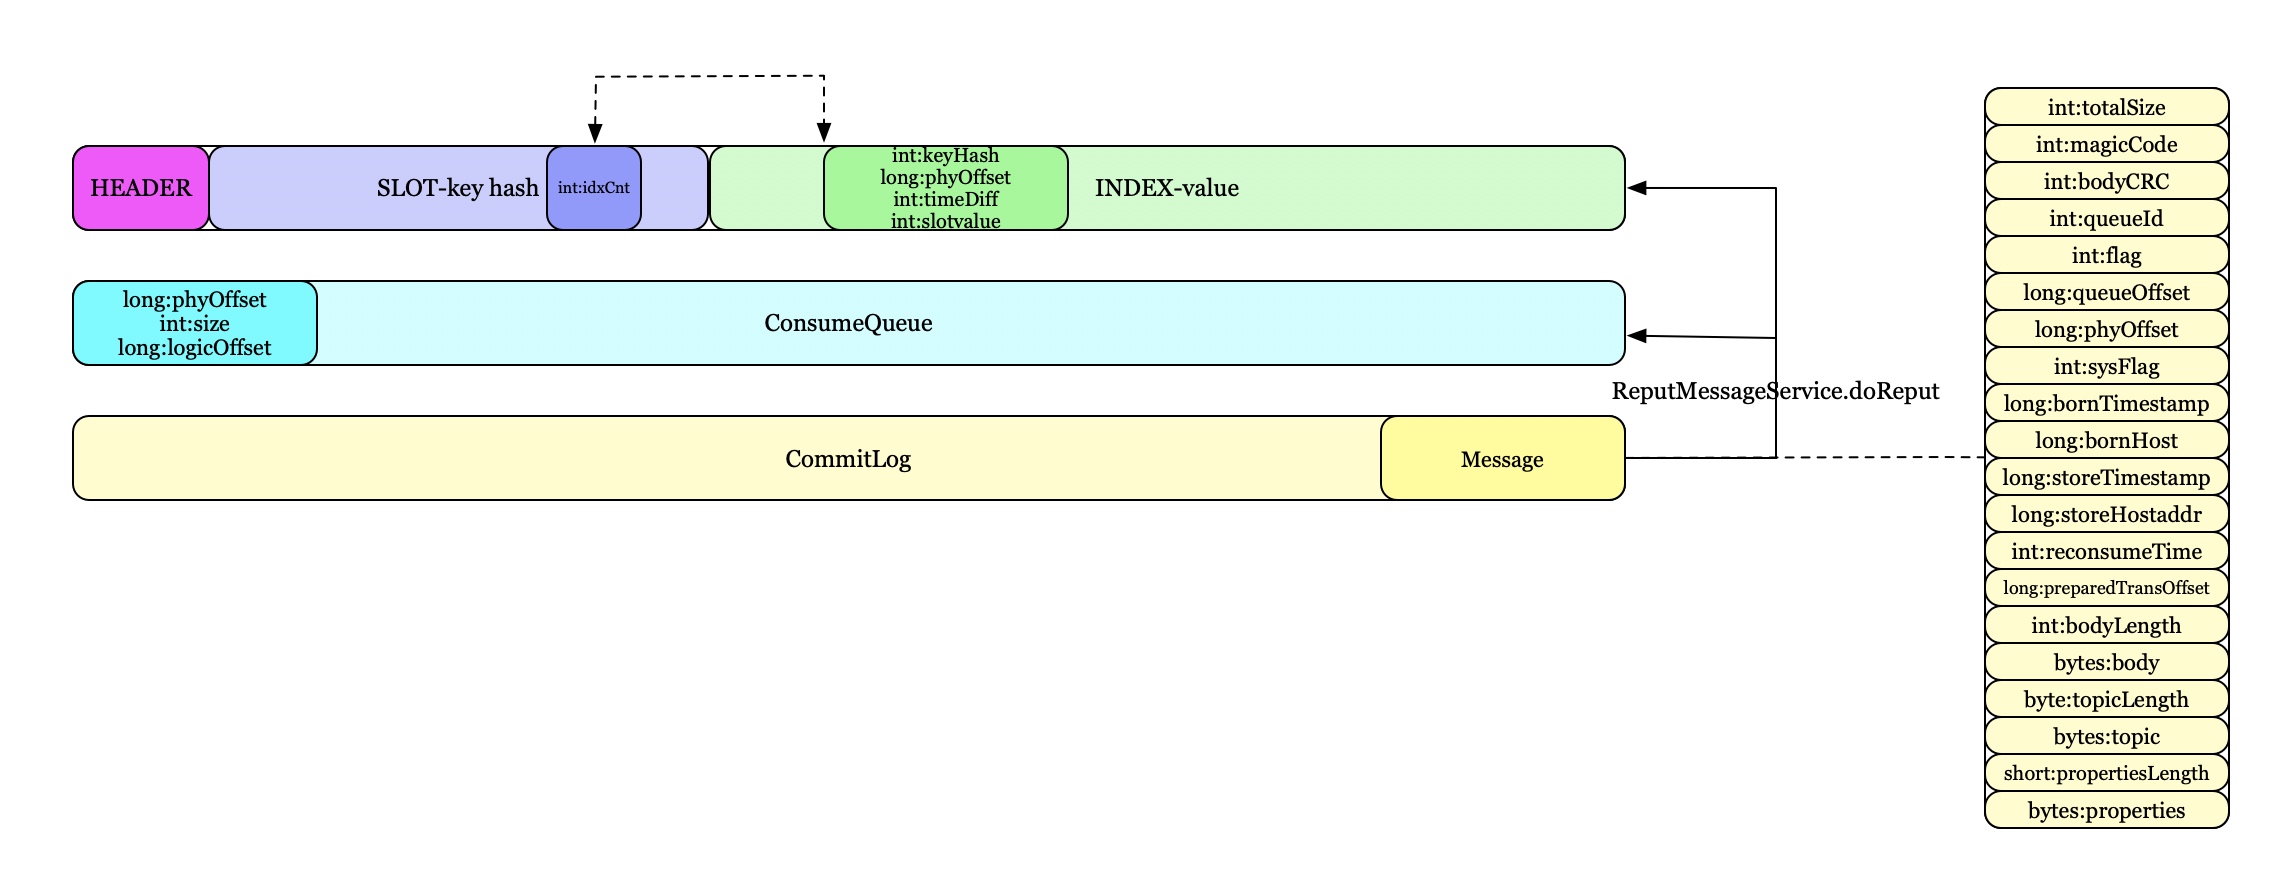 HEADER
SLOT-key hash
int:idxCnt
int:keyHash
long:phyOffset
int:timeDiff
int:slotvalue
INDEX-value
long:phyOffset
int:size
long:logicOffset
ConsumeQueue
ReputMessageService.doReput
CommitLog
Message
int:totalSize
int:magicCode
int:bodyCRC
int:queueId
int:flag
long:queueOffset
long:phyOffset
int:sysFlag
long:bornTimestamp
long:bornHost
long:storeTimestamp
long:storeHostaddr
int:reconsumeTime
long:preparedTransOffset
int:bodyLength
bytes:body
byte:topicLength
bytes:topic
short:propertiesLength
bytes:properties